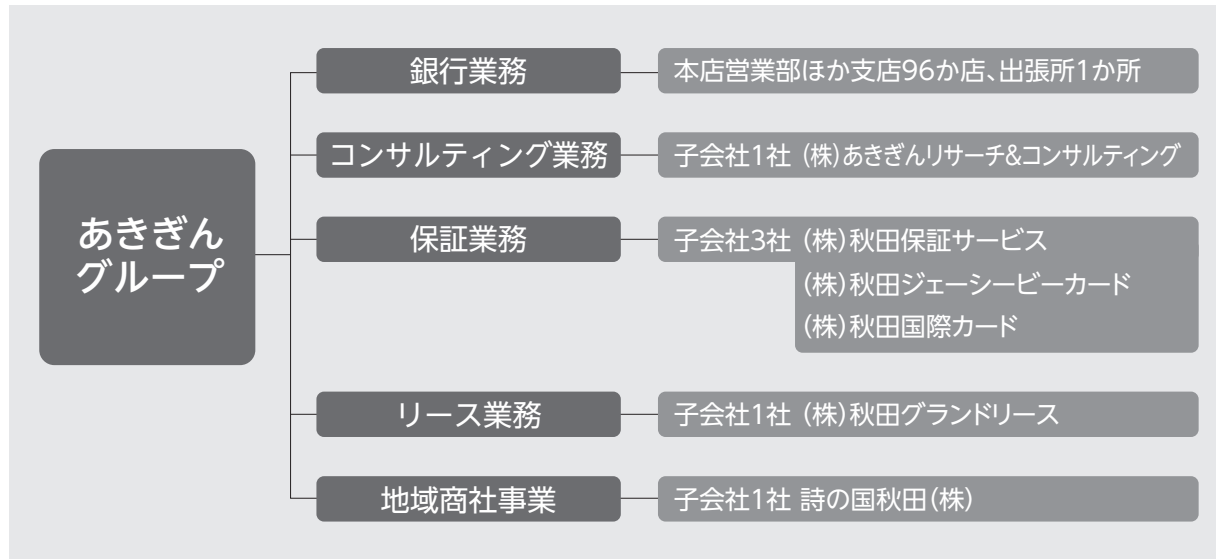 あきぎん
グループ
銀行業務
本店営業部ほか支店96か店、出張所1か所
コンサルティング業務
子会社1社 (株)あきぎんリサーチ&コンサルティング
保証業務
子会社3社 (株)秋田保証サービス
(株)秋田ジェーシービーカード
(株)秋田国際カード
リース業務
子会社1社 (株)秋田グランドリース
地域商社事業
子会社1社 詩の国秋田(株)